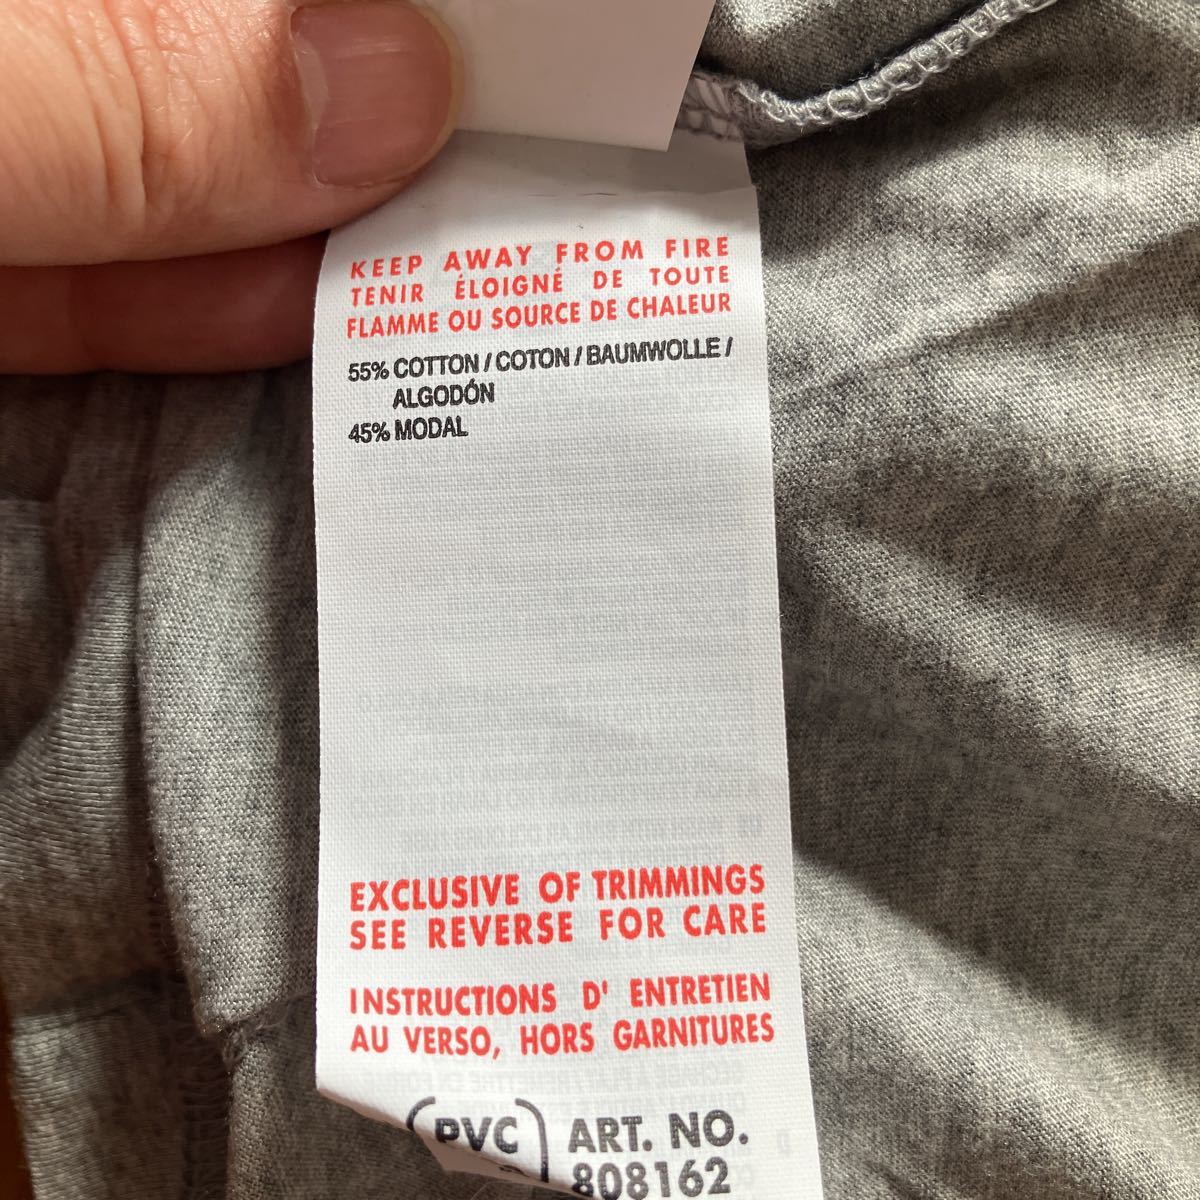 KEEP AWAY FROM FIRE
TENIR ÉLOIGNÉ DE TOUTE
FLAMME OU SOURCE DE CHALEUR
55% COTTON / COTON / BAUMWOLLE /
ALGODÓN
45% MODAL
EXCLUSIVE OF TRIMMINGS
SEE REVERSE FOR CARE
INSTRUCTIONS D' ENTRETIEN
AU VERSO, HORS GARNITURES
PVC ART. NO.
808162